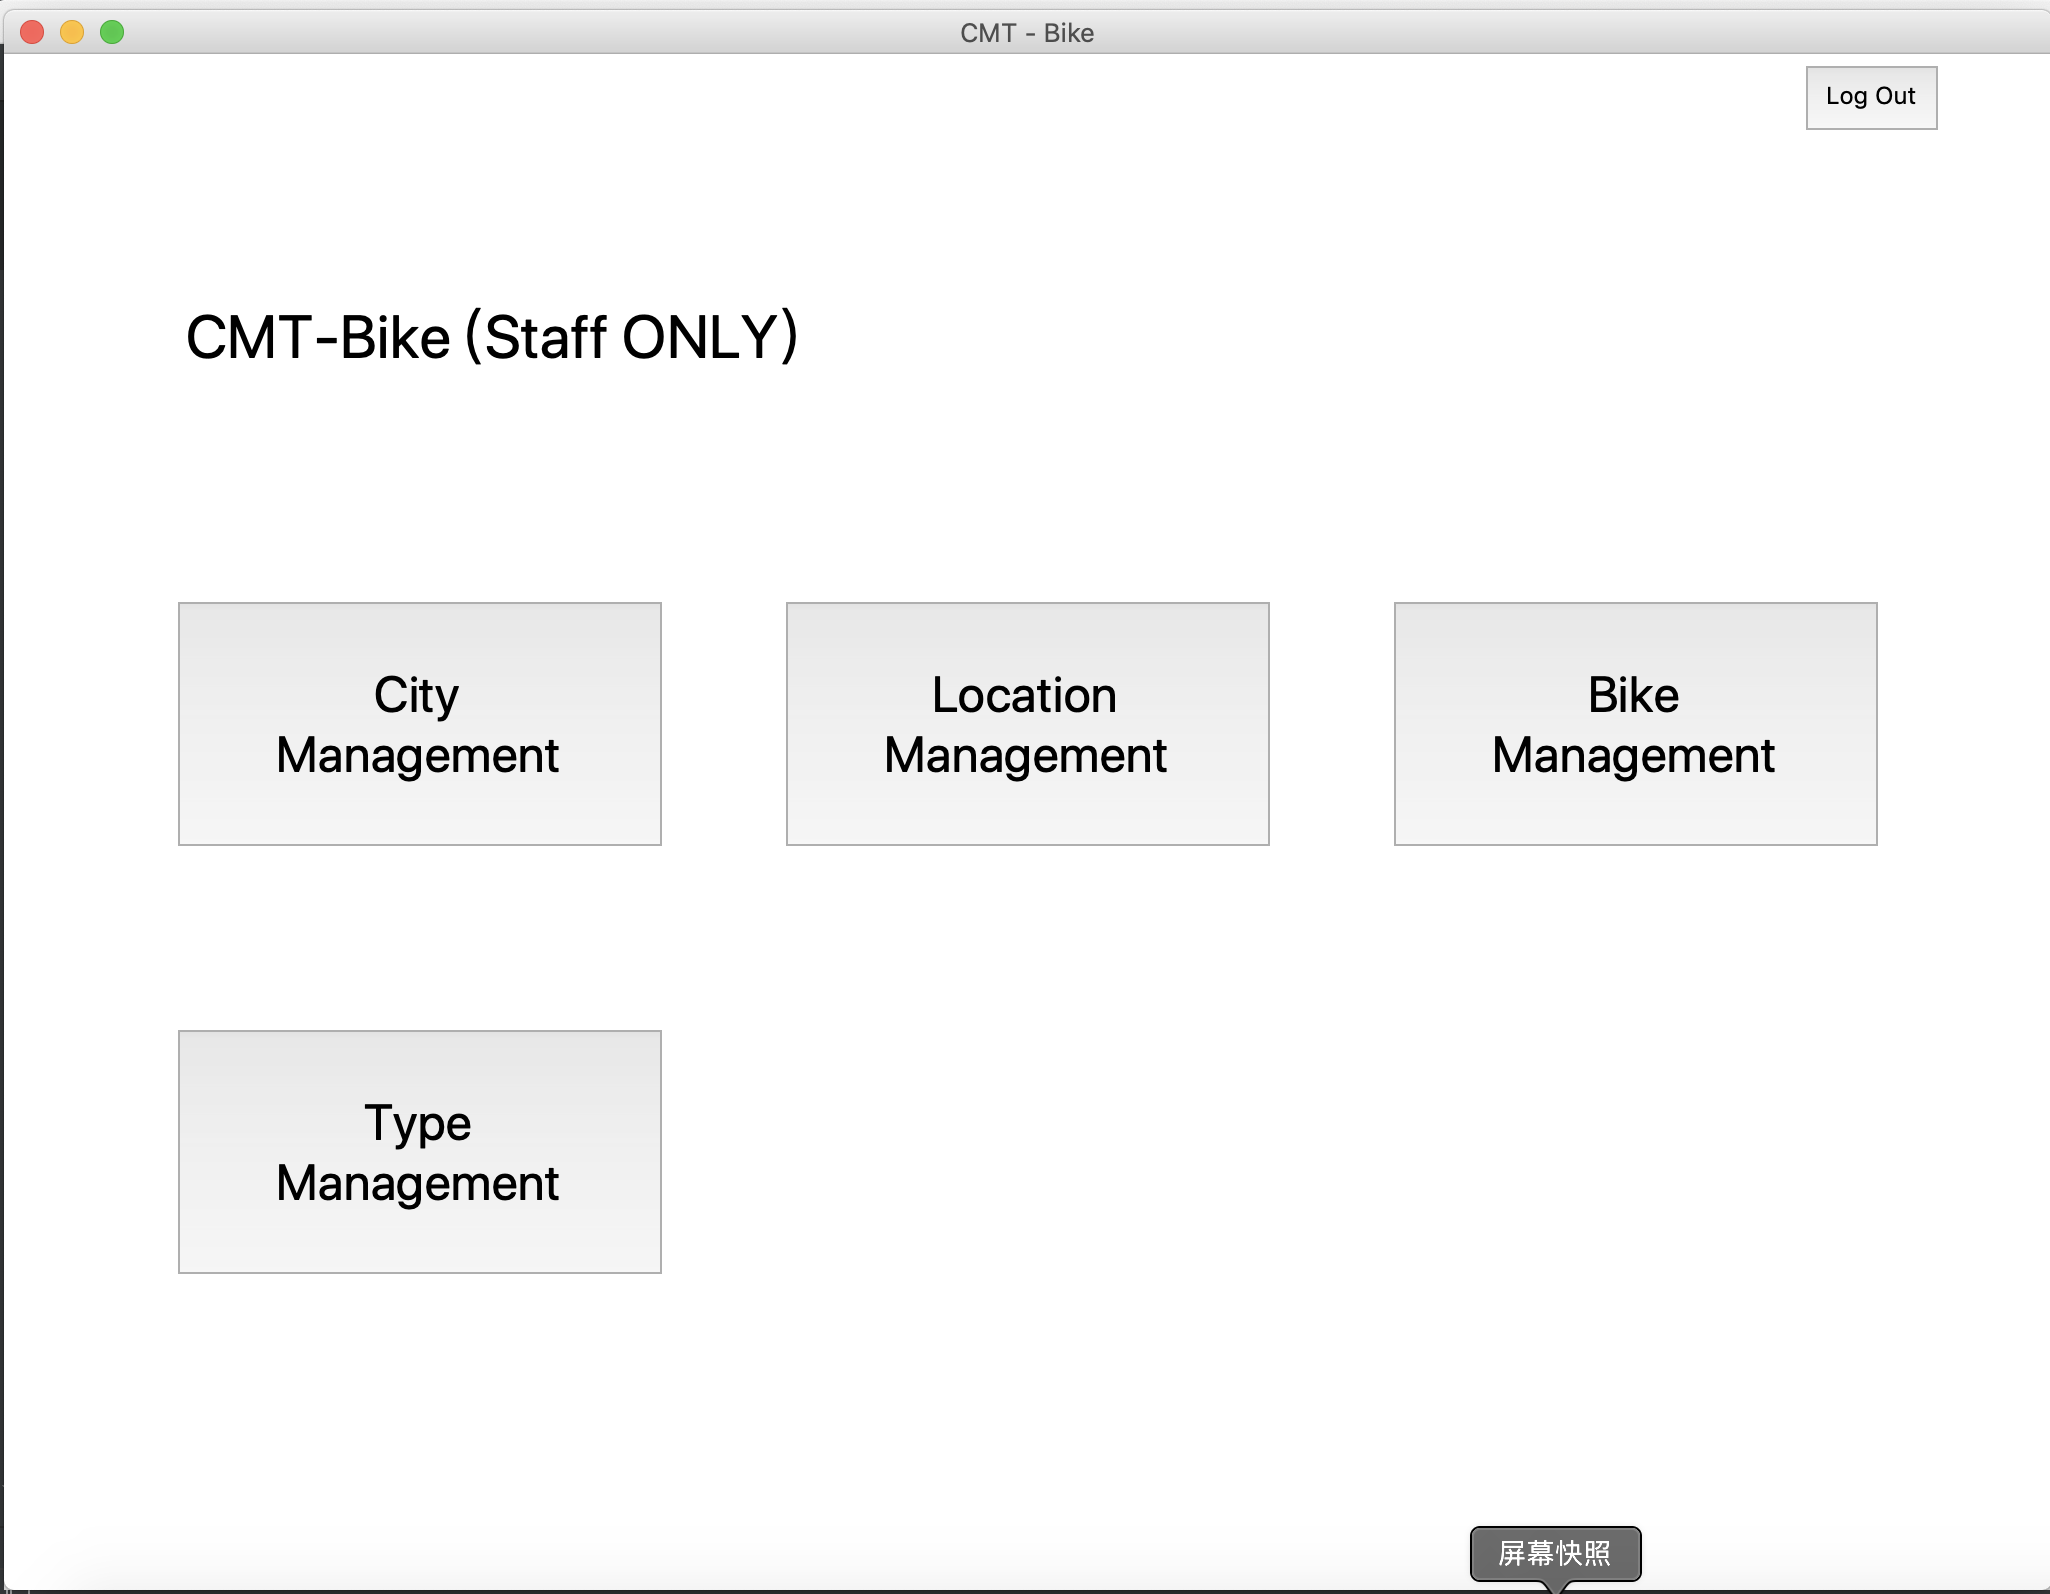 CMT - Bike
Log Out
CMT-Bike (Staff ONLY)
City
Management
Location
Management
Bike
Management
Type
Management
屏幕快照